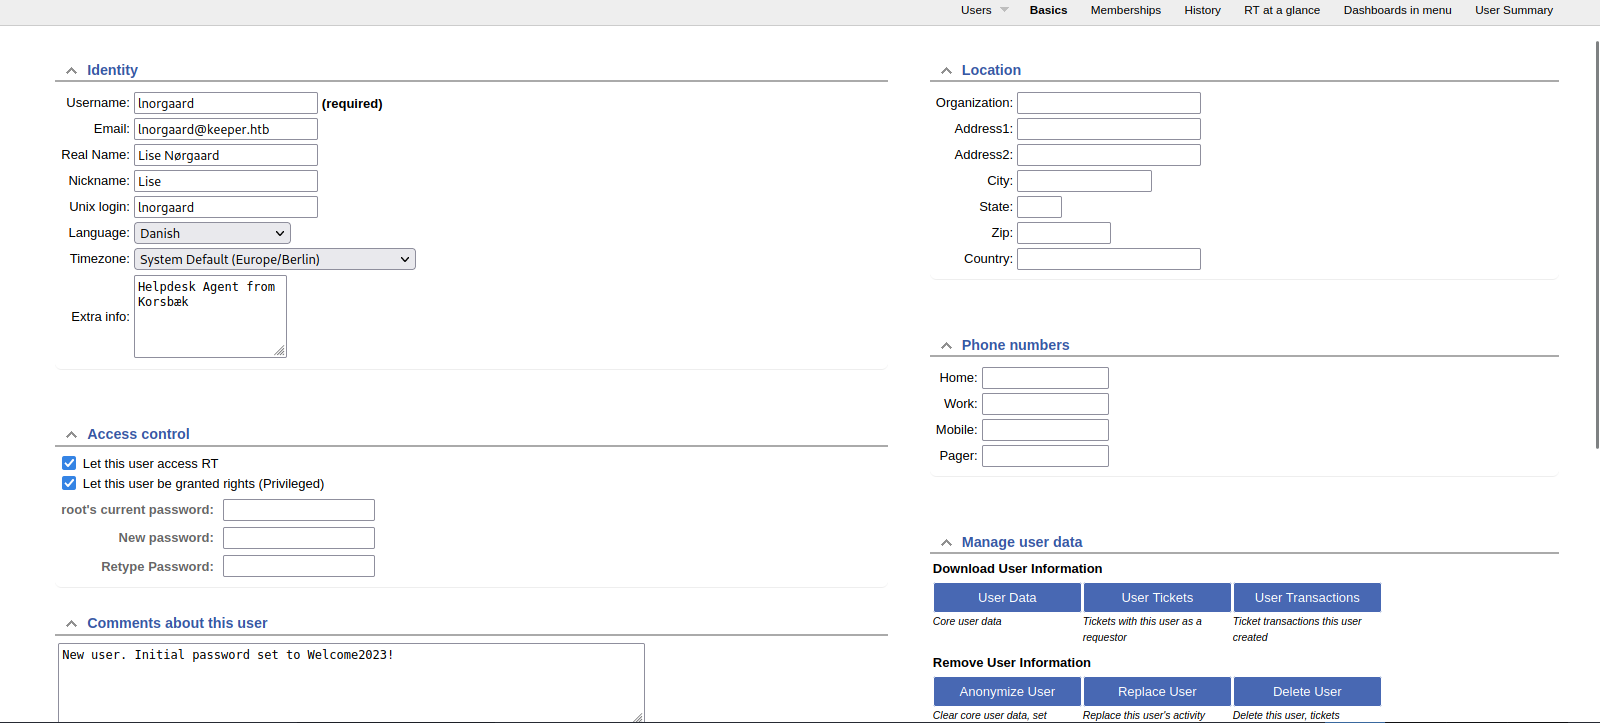 Users Basics Memberships History RT at a glance Dashboards in menu User Summary
Identity
Username: lnorgaard (required)
Email: lnorgaard@keeper.htb
Real Name: Lise Nørgaard
Nickname: Lise
Unix login: lnorgaard
Language: Danish
Timezone: System Default (Europe/Berlin)
Extra info: Helpdesk Agent from
Korsbæk
Access control
Let this user access RT
Let this user be granted rights (Privileged)
root's current password:
New password:
Retype Password:
Comments about this user
New user. Initial password set to Welcome2023!
Location
Organization:
Address1:
Address2:
City:
State:
Zip:
Country:
Phone numbers
Home:
Work:
Mobile:
Pager:
Manage user data
Download User Information
User Data User Tickets User Transactions
Core user data Tickets with this user as a Ticket transactions this user
requestor created
Remove User Information
Anonymize User Replace User Delete User
Clear core user data, set Replace this user's activity Delete this user, tickets